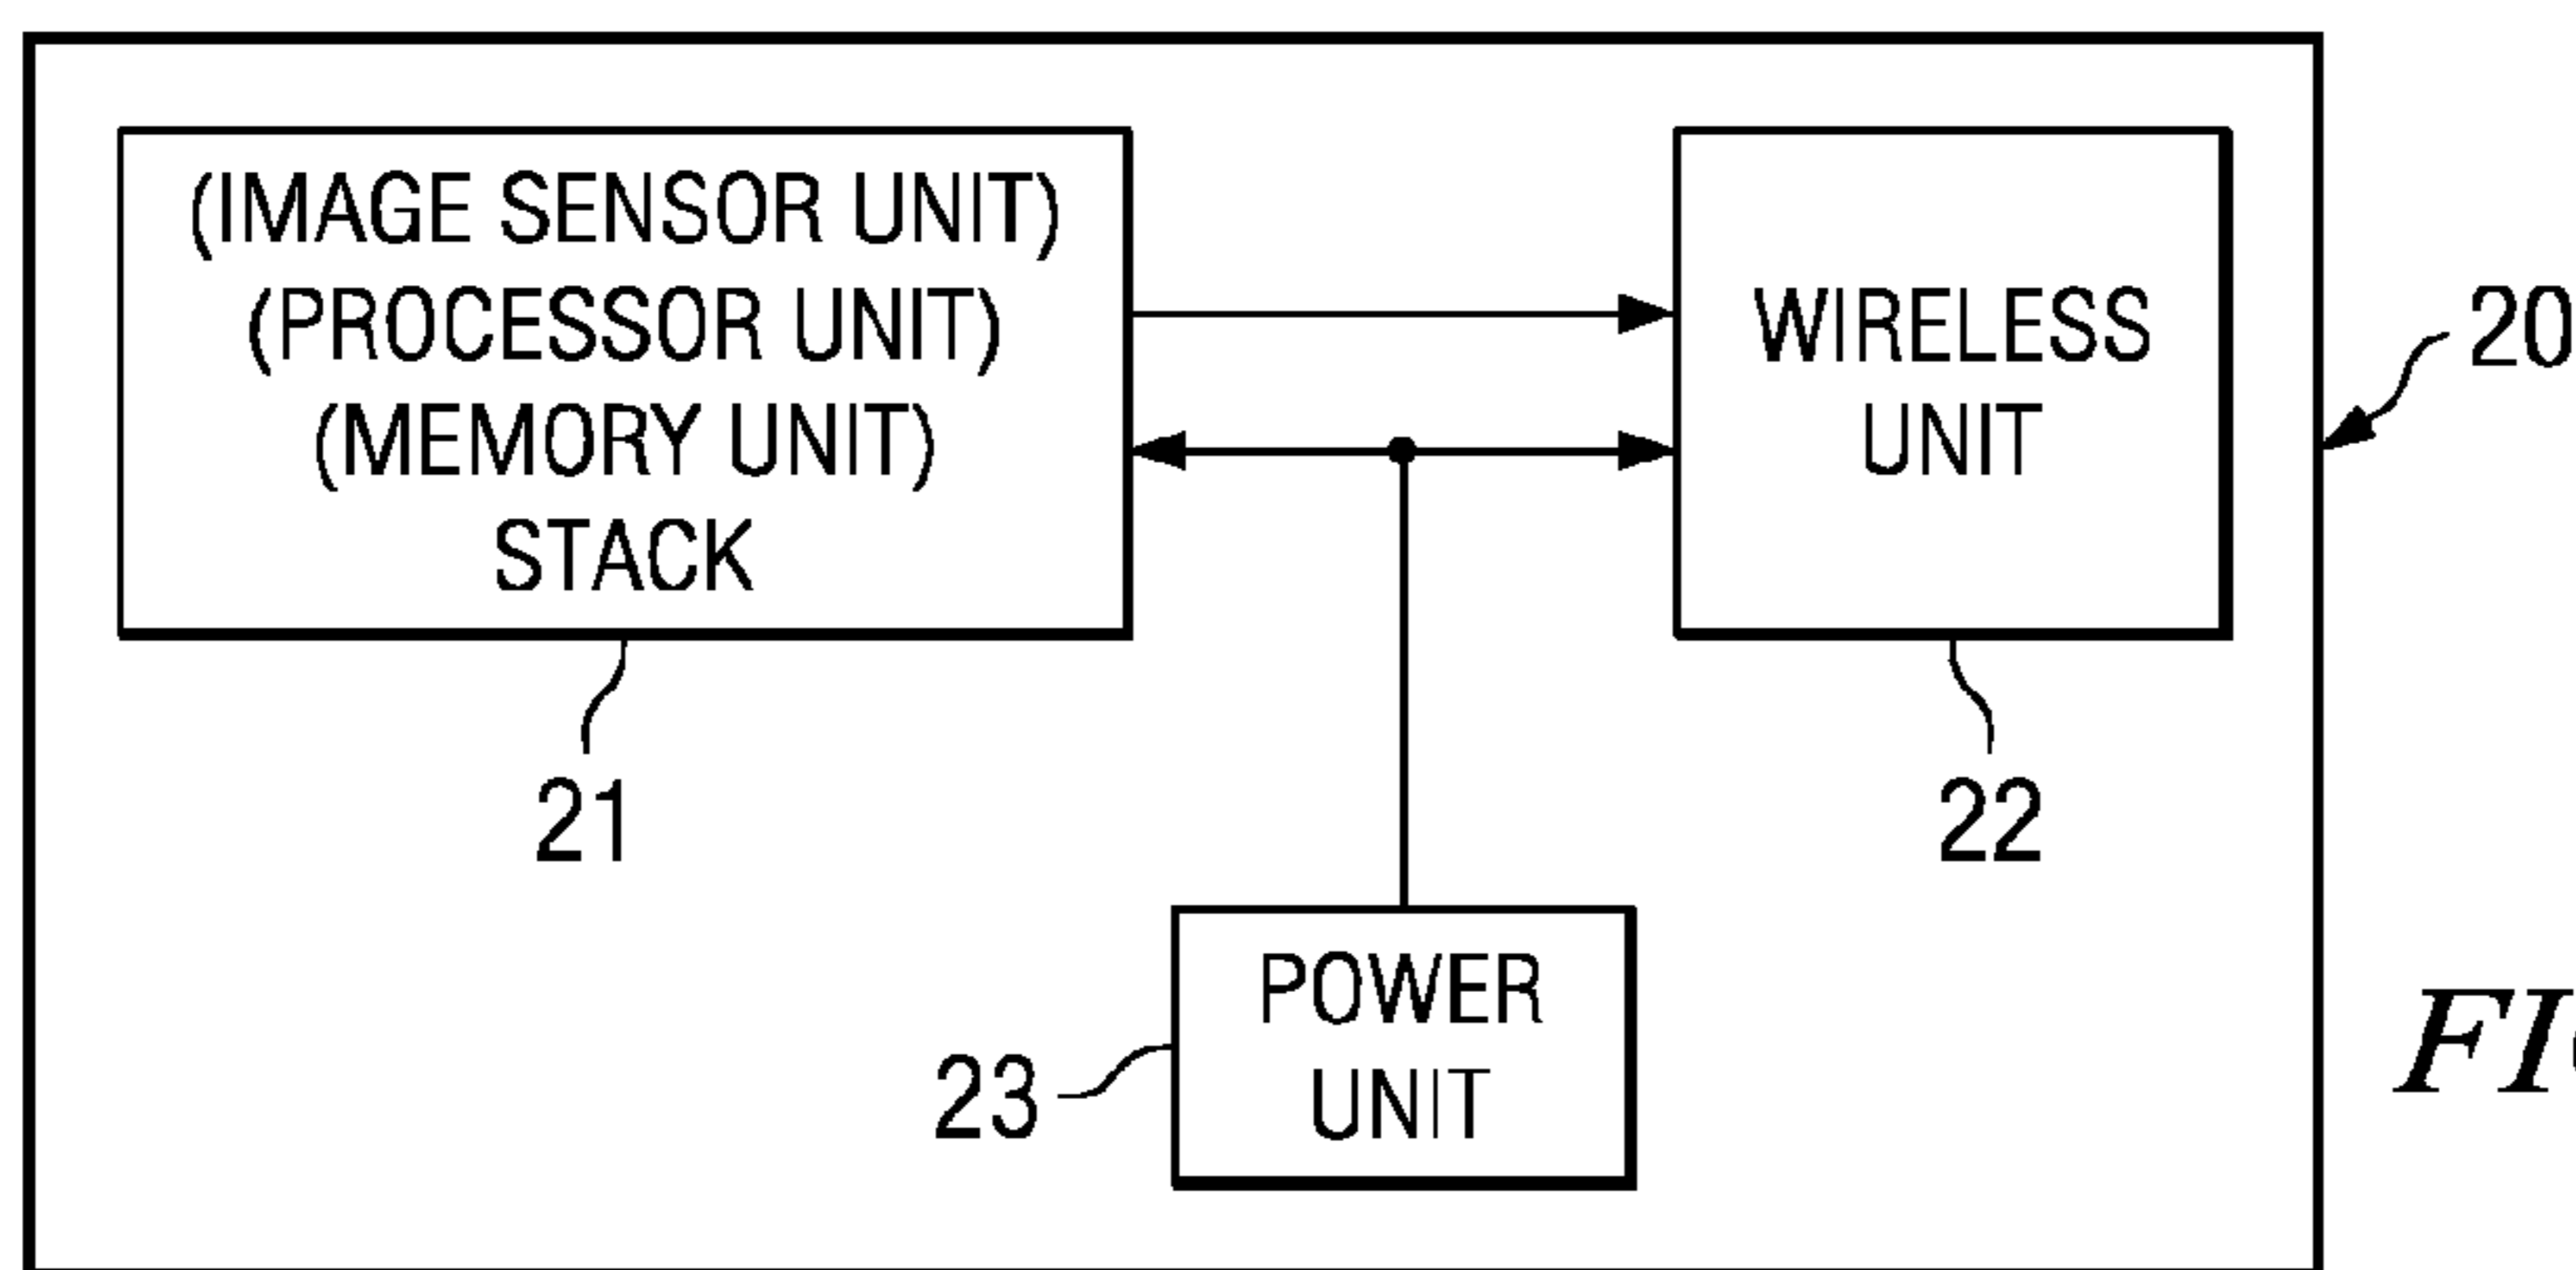 (IMAGE SENSOR UNIT)
(PROCESSOR UNIT)
(MEMORY UNIT)
STACK
WIRELESS
UNIT
20
21
22
POWER
UNIT
23